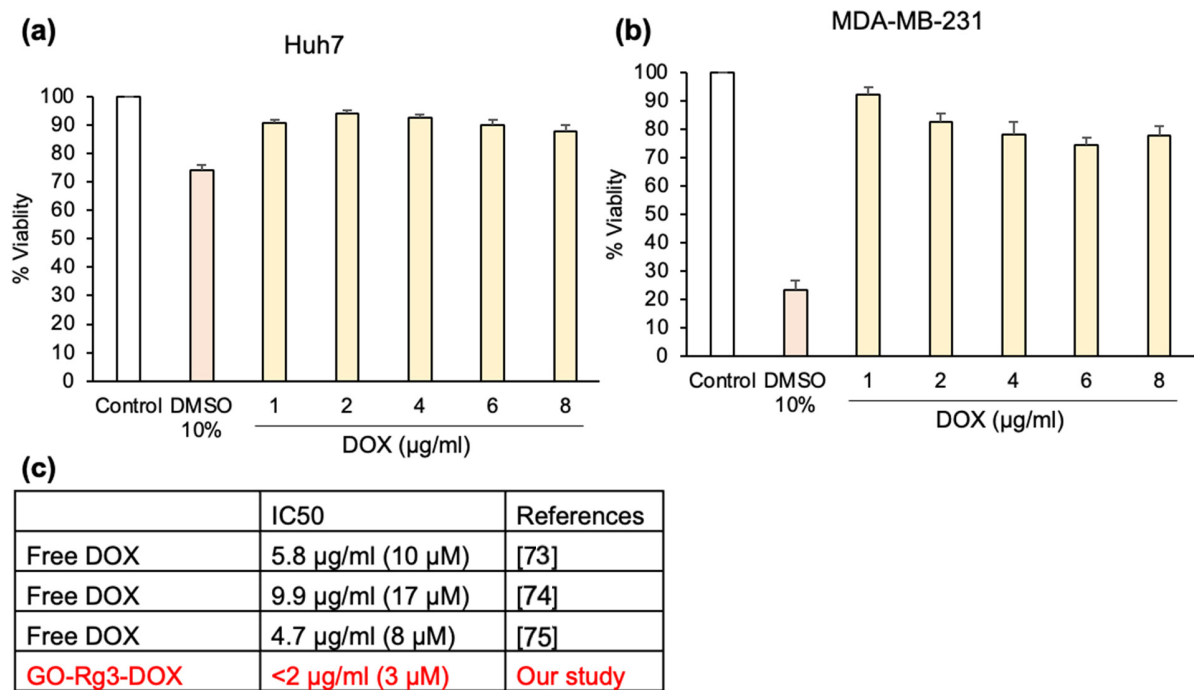 (a)
Huh7
% Viablity
100
90
80
70
60
50
40
30
20
10
0
Control DMSO 10% 1 2 4 6 8
DOX (µg/ml)
(b)
MDA-MB-231
% Viablity
100
90
80
70
60
50
40
30
20
10
0
Control DMSO 10% 1 2 4 6 8
DOX (µg/ml)
(c)
IC50 References
Free DOX 5.8 µg/ml (10 µM) [73]
Free DOX 9.9 µg/ml (17 µM) [74]
Free DOX 4.7 µg/ml (8 µM) [75]
GO-Rg3-DOX <2 µg/ml (3 µM) Our study